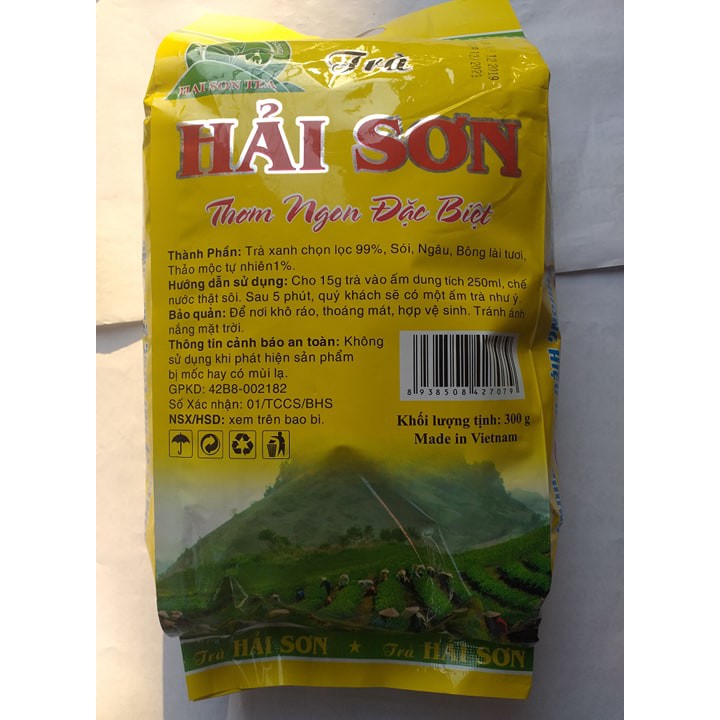 HAI SON TEA
Trà
12 2019
12/2021
HẢI SƠN
Thơm Ngon Đặc Biệt
Thành Phần: Trà xanh chọn lọc 99%, Sói, Ngâu, Bông lài tươi,
Thảo mộc tự nhiên1%.
Hướng dẫn sử dụng: Cho 15g trà vào ấm dung tích 250ml, chế
nước thật sôi. Sau 5 phút, quý khách sẽ có một ấm trà như ý.
Bảo quản: Để nơi khô ráo, thoáng mát, hợp vệ sinh. Tránh ánh
nắng mặt trời.
Thông tin cảnh báo an toàn: Không
sử dụng khi phát hiện sản phẩm
bị mốc hay có mùi lạ.
GPKD: 42B8-002182
Số Xác nhận: 01/TCCS/BHS
NSX/HSD: xem trên bao bì.
8 938508 427079
Khối lượng tịnh: 300 g
Made in Vietnam
Trà HẢI SƠN ★ Trà HẢI SƠN